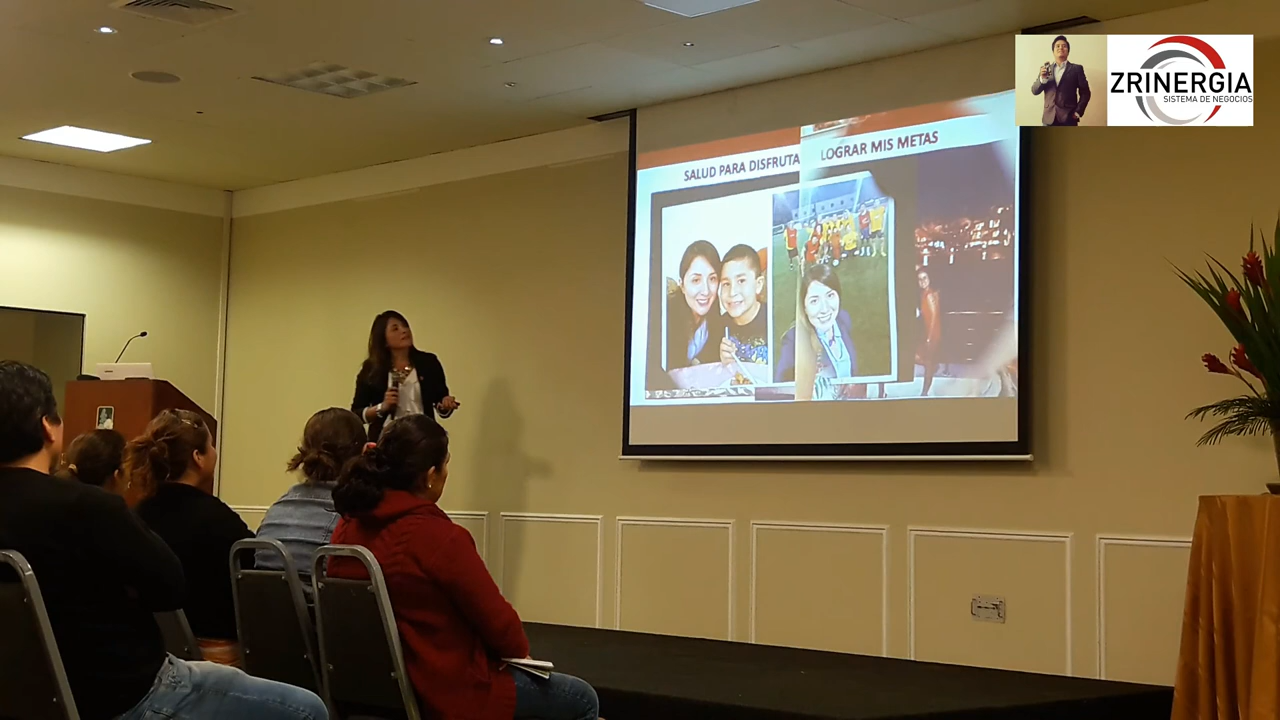 ZRINERGIA
SISTEMA DE NEGOCIOS
SALUD PARA DISFRUTA
LOGRAR MIS METAS